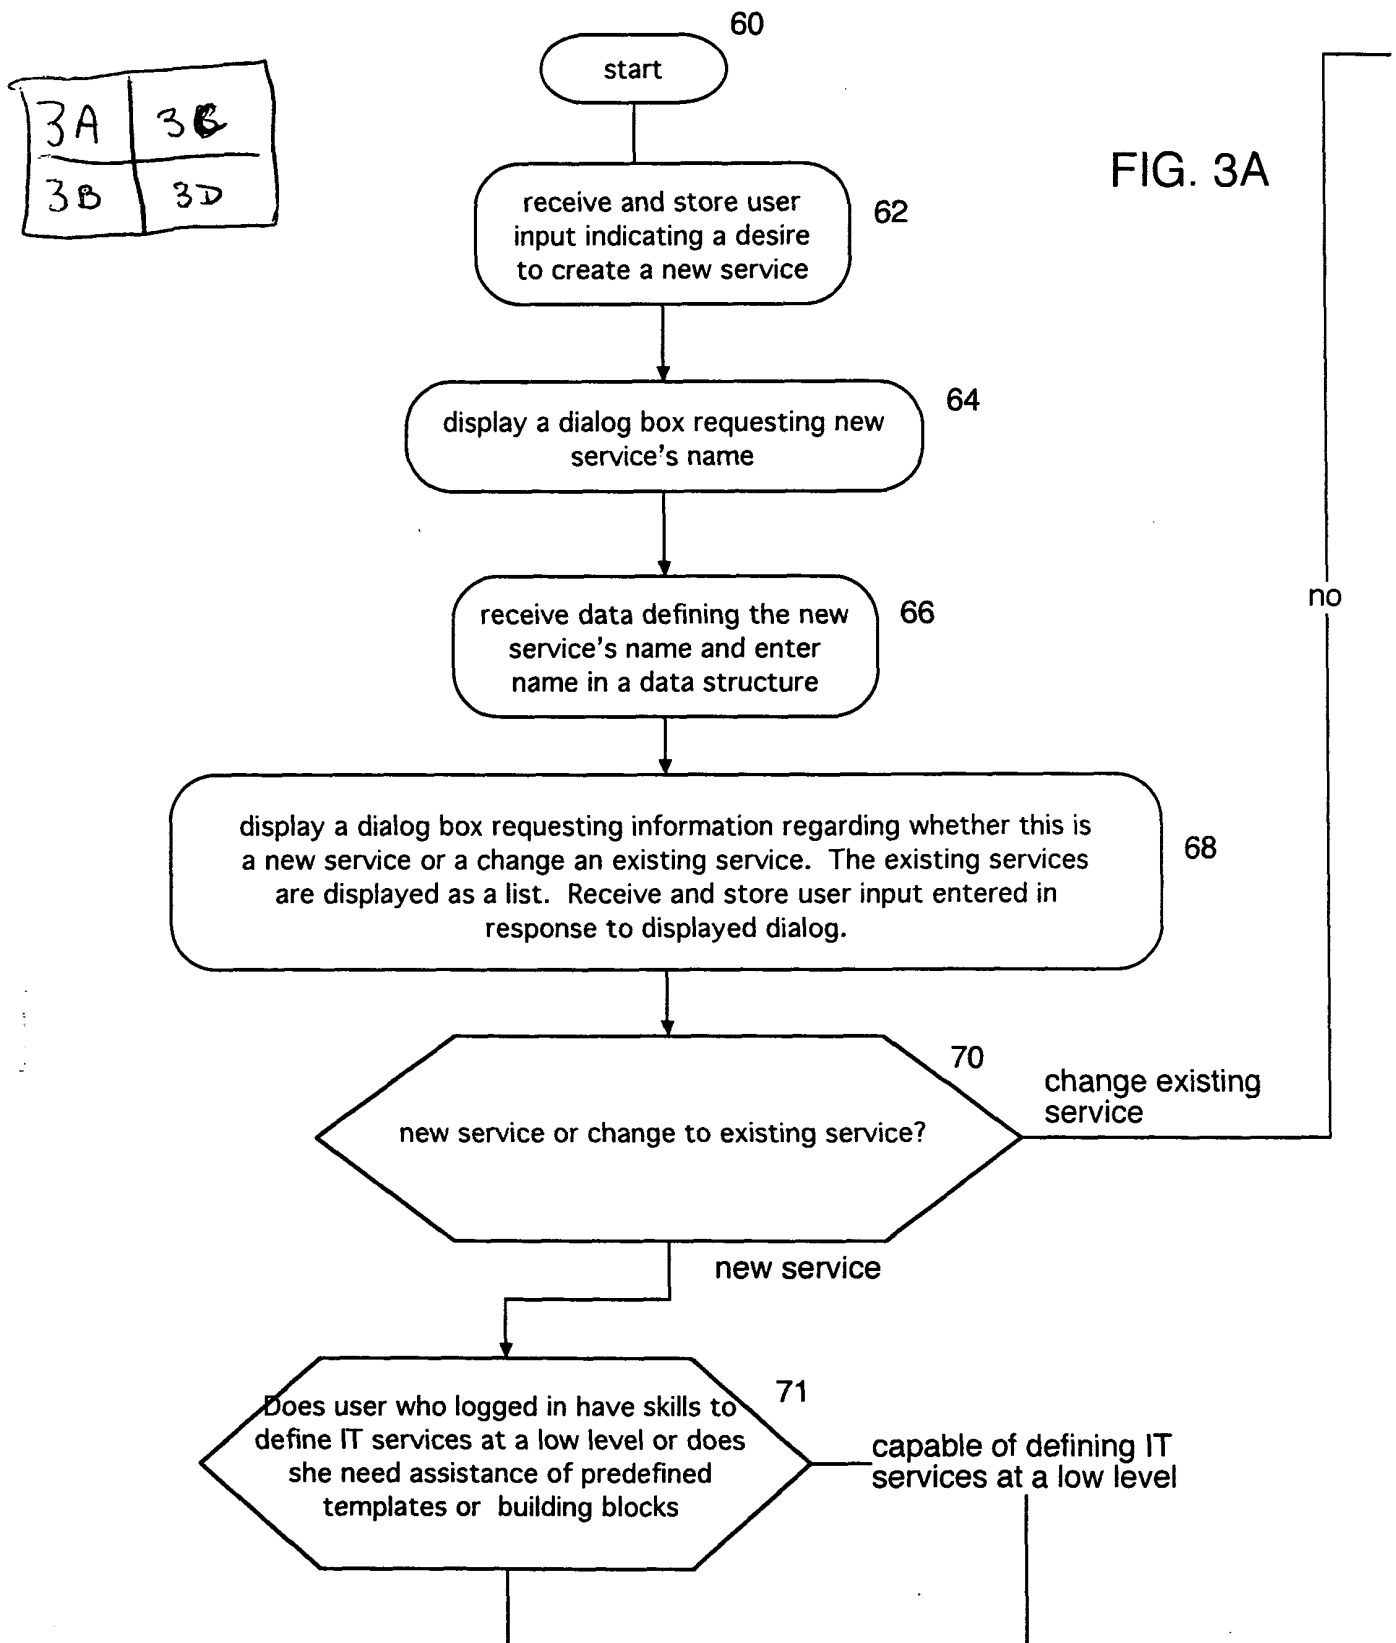 60
start
3A
3C
3B
3D
FIG. 3A
receive and store user
input indicating a desire
to create a new service
62
64
display a dialog box requesting new
service's name
receive data defining the new
service's name and enter
name in a data structure
66
no
display a dialog box requesting information regarding whether this is
a new service or a change an existing service. The existing services
are displayed as a list. Receive and store user input entered in
response to displayed dialog.
68
70
change existing
service
new service or change to existing service?
new service
71
Does user who logged in have skills to
define IT services at a low level or does
she need assistance of predefined
templates or building blocks
capable of defining IT
services at a low level